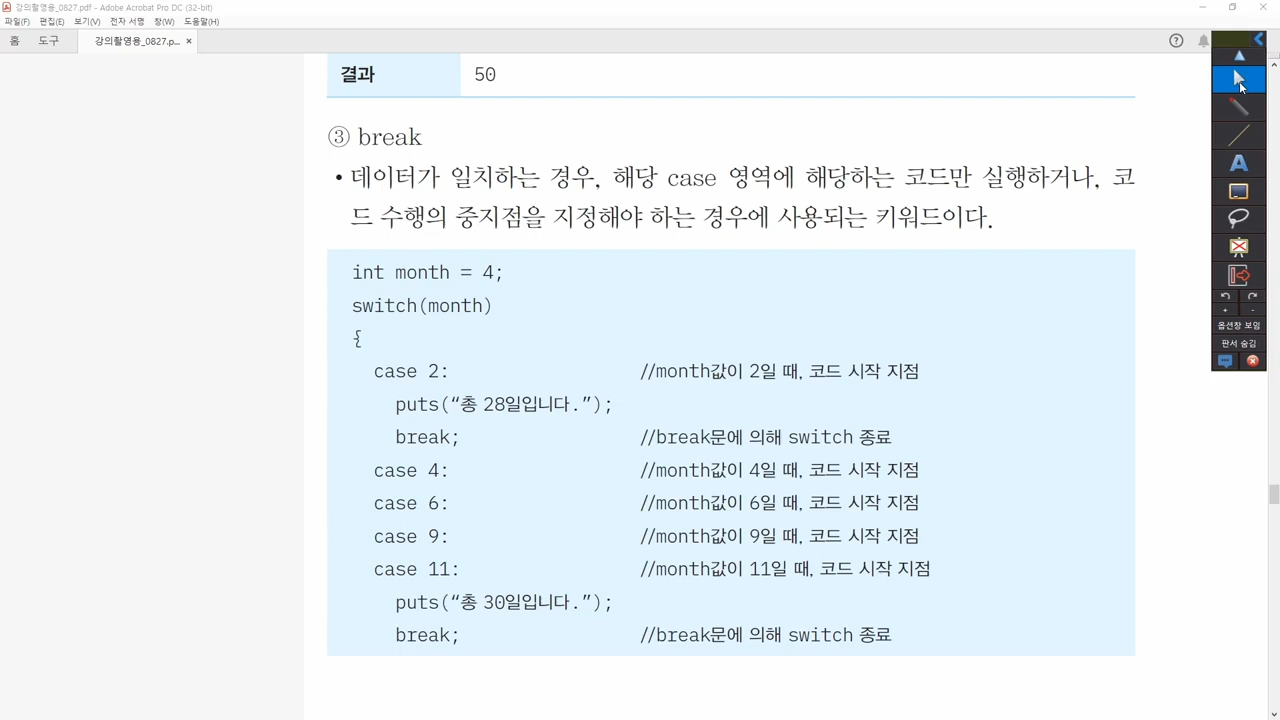 강의촬영용_0827.pdf - Adobe Acrobat Pro DC (32-bit)
파일(F) 편집(E) 보기(V) 전자 서명 창(W) 도움말(H)
홈 도구 강의촬영용_0827.p... ×
결과 50
③ break
• 데이터가 일치하는 경우, 해당 case 영역에 해당하는 코드만 실행하거나, 코
드 수행의 중지점을 지정해야 하는 경우에 사용되는 키워드이다.
int month = 4;
switch(month)
{
case 2: //month값이 2일 때, 코드 시작 지점
puts(“총 28일입니다.”);
break; //break문에 의해 switch 종료
case 4: //month값이 4일 때, 코드 시작 지점
case 6: //month값이 6일 때, 코드 시작 지점
case 9: //month값이 9일 때, 코드 시작 지점
case 11: //month값이 11일 때, 코드 시작 지점
puts(“총 30일입니다.”);
break; //break문에 의해 switch 종료
A
+ -
옵션창 보임
판서 숨김